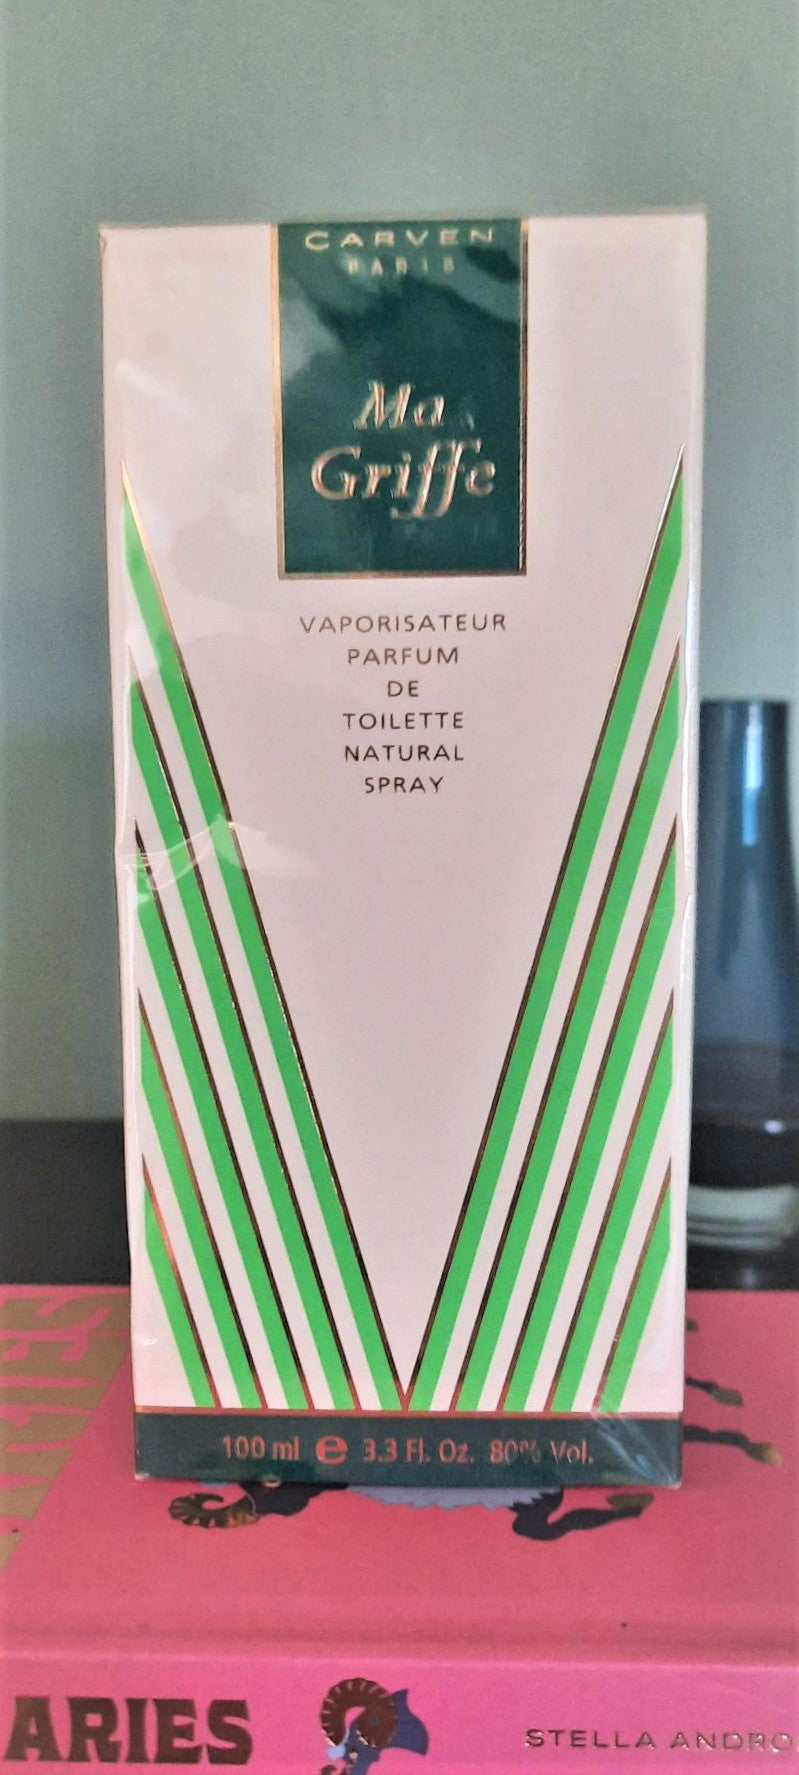 CARVEN
PARIS
Ma
Griffe
VAPORISATEUR
PARFUM
DE
TOILETTE
NATURAL
SPRAY
100 ml e 3.3 Fl. Oz. 80% Vol.
ARIES
ARIES
STELLA